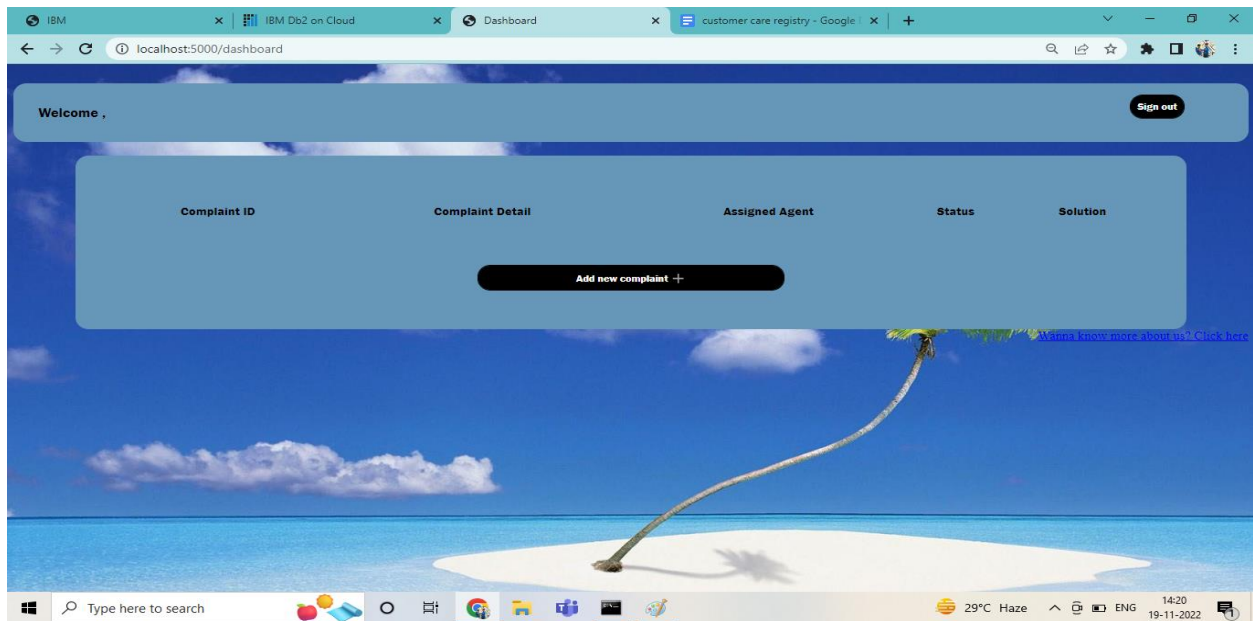 IBM
IBM Db2 on Cloud
Dashboard
customer care registry - Google
localhost:5000/dashboard
Welcome ,
Sign out
Complaint ID Complaint Detail Assigned Agent Status Solution
Add new complaint +
Wanna know more about us? Click here
Type here to search
29°C Haze
ENG
14:20
19-11-2022
1